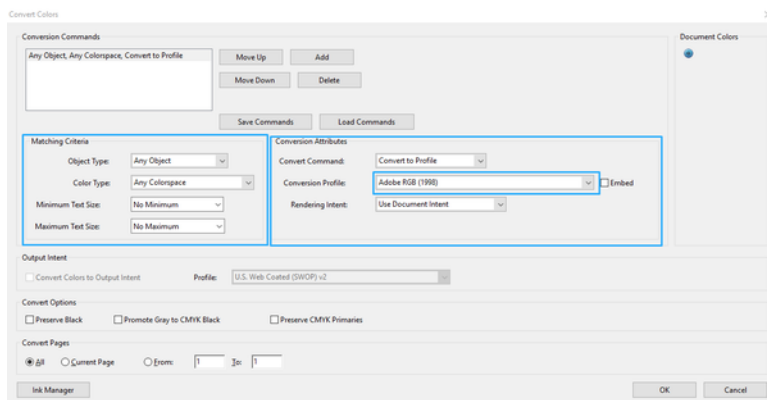 Convert Colors
Conversion Commands
Document Colors
Any Object, Any Colorspace, Convert to Profile
Move Up
Add
Move Down
Delete
Save Commands
Load Commands
Matching Criteria
Conversion Attributes
Object Type: Any Object
Convert Command: Convert to Profile
Color Type: Any Colorspace
Conversion Profile: Adobe RGB (1998)
Embed
Minimum Text Size: No Minimum
Rendering Intent: Use Document Intent
Maximum Text Size: No Maximum
Output Intent
Convert Colors to Output Intent
Profile: U.S. Web Coated (SWOP) v2
Convert Options
Preserve Black
Promote Gray to CMYK Black
Preserve CMYK Primaries
Convert Pages
All
Current Page
From: 1 To: 1
Ink Manager
OK
Cancel